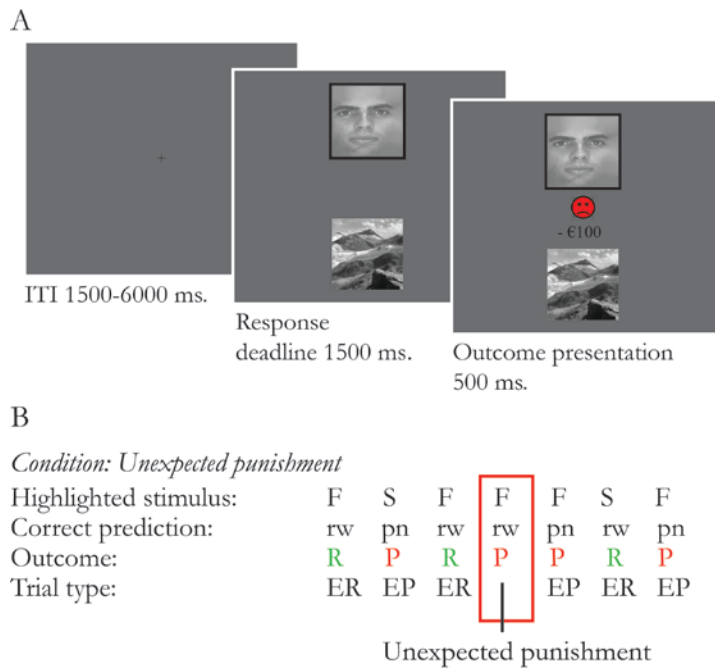 A
- €100
ITI 1500-6000 ms.
Response
deadline 1500 ms.
Outcome presentation
500 ms.
B
Condition: Unexpected punishment
Highlighted stimulus: F S F F F S F
Correct prediction: rw pn rw rw pn rw pn
Outcome: R P R P P R P
Trial type: ER EP ER EP ER EP
Unexpected punishment